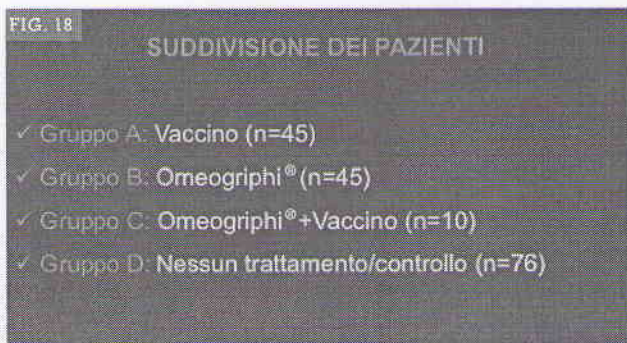 FIG. 18
SUDDIVISIONE DEI PAZIENTI
✓ Gruppo A: Vaccino (n=45)
✓ Gruppo B: Omeogriphi® (n=45)
✓ Gruppo C: Omeogriphi®+Vaccino (n=10)
✓ Gruppo D: Nessun trattamento/controllo (n=76)